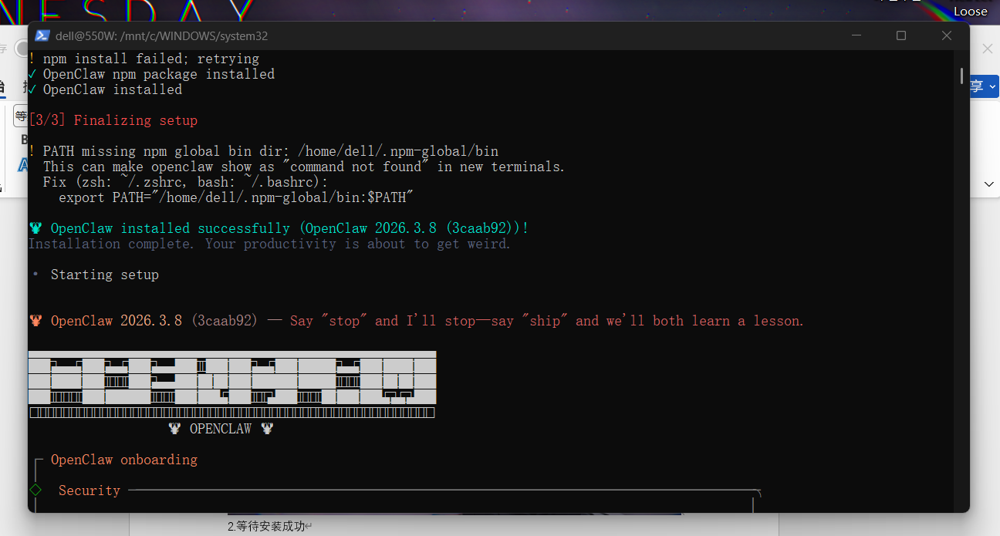 NESDAY
Loose
dell@550W: /mnt/c/WINDOWS/system32
! npm install failed; retrying
✓ OpenClaw npm package installed
✓ OpenClaw installed
享
等
[3/3] Finalizing setup
B
! PATH missing npm global bin dir: /home/dell/.npm-global/bin
This can make openclaw show as "command not found" in new terminals.
A
Fix (zsh: ~/.zshrc, bash: ~/.bashrc):
export PATH="/home/dell/.npm-global/bin:$PATH"
OpenClaw installed successfully (OpenClaw 2026.3.8 (3caab92))!
Installation complete. Your productivity is about to get weird.
• Starting setup
OpenClaw 2026.3.8 (3caab92) — Say "stop" and I'll stop—say "ship" and we'll both learn a lesson.
OPENCLAW
OpenClaw onboarding
Security
2.等待安装成功